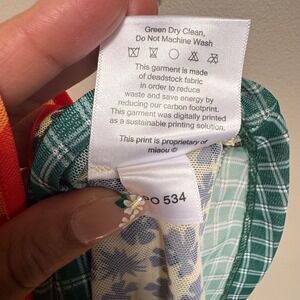 Green Dry Clean,
Do Not Machine Wash
This garment is made
of deadstock fabric
in order to reduce
waste and save energy by
reducing our carbon footprint.
This garment was digitally printed
as a sustainable printing solution.
This print is proprietary of
miaou ©
PO 534